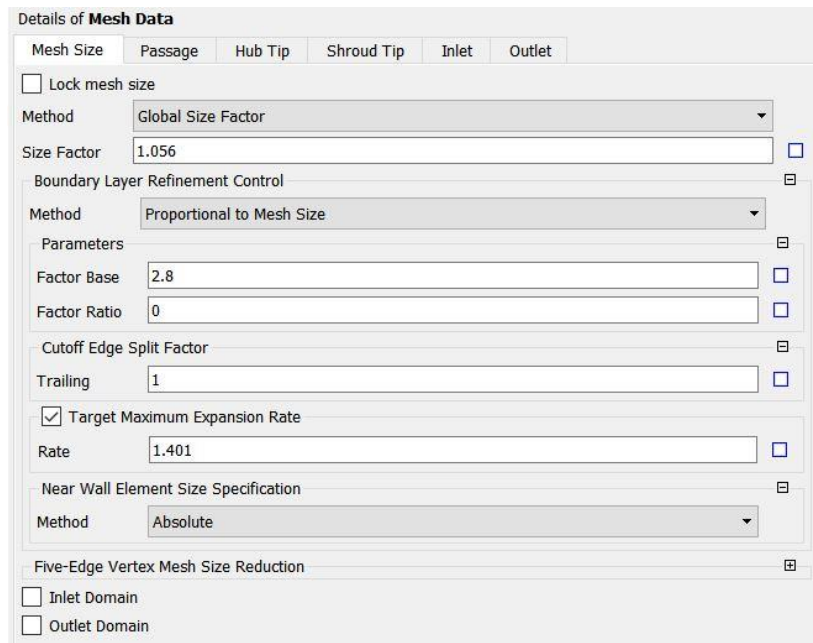 Details of Mesh Data
Mesh Size Passage Hub Tip Shroud Tip Inlet Outlet
Lock mesh size
Method Global Size Factor
Size Factor 1.056
Boundary Layer Refinement Control
Method Proportional to Mesh Size
Parameters
Factor Base 2.8
Factor Ratio 0
Cutoff Edge Split Factor
Trailing 1
Target Maximum Expansion Rate
Rate 1.401
Near Wall Element Size Specification
Method Absolute
Five-Edge Vertex Mesh Size Reduction
Inlet Domain
Outlet Domain